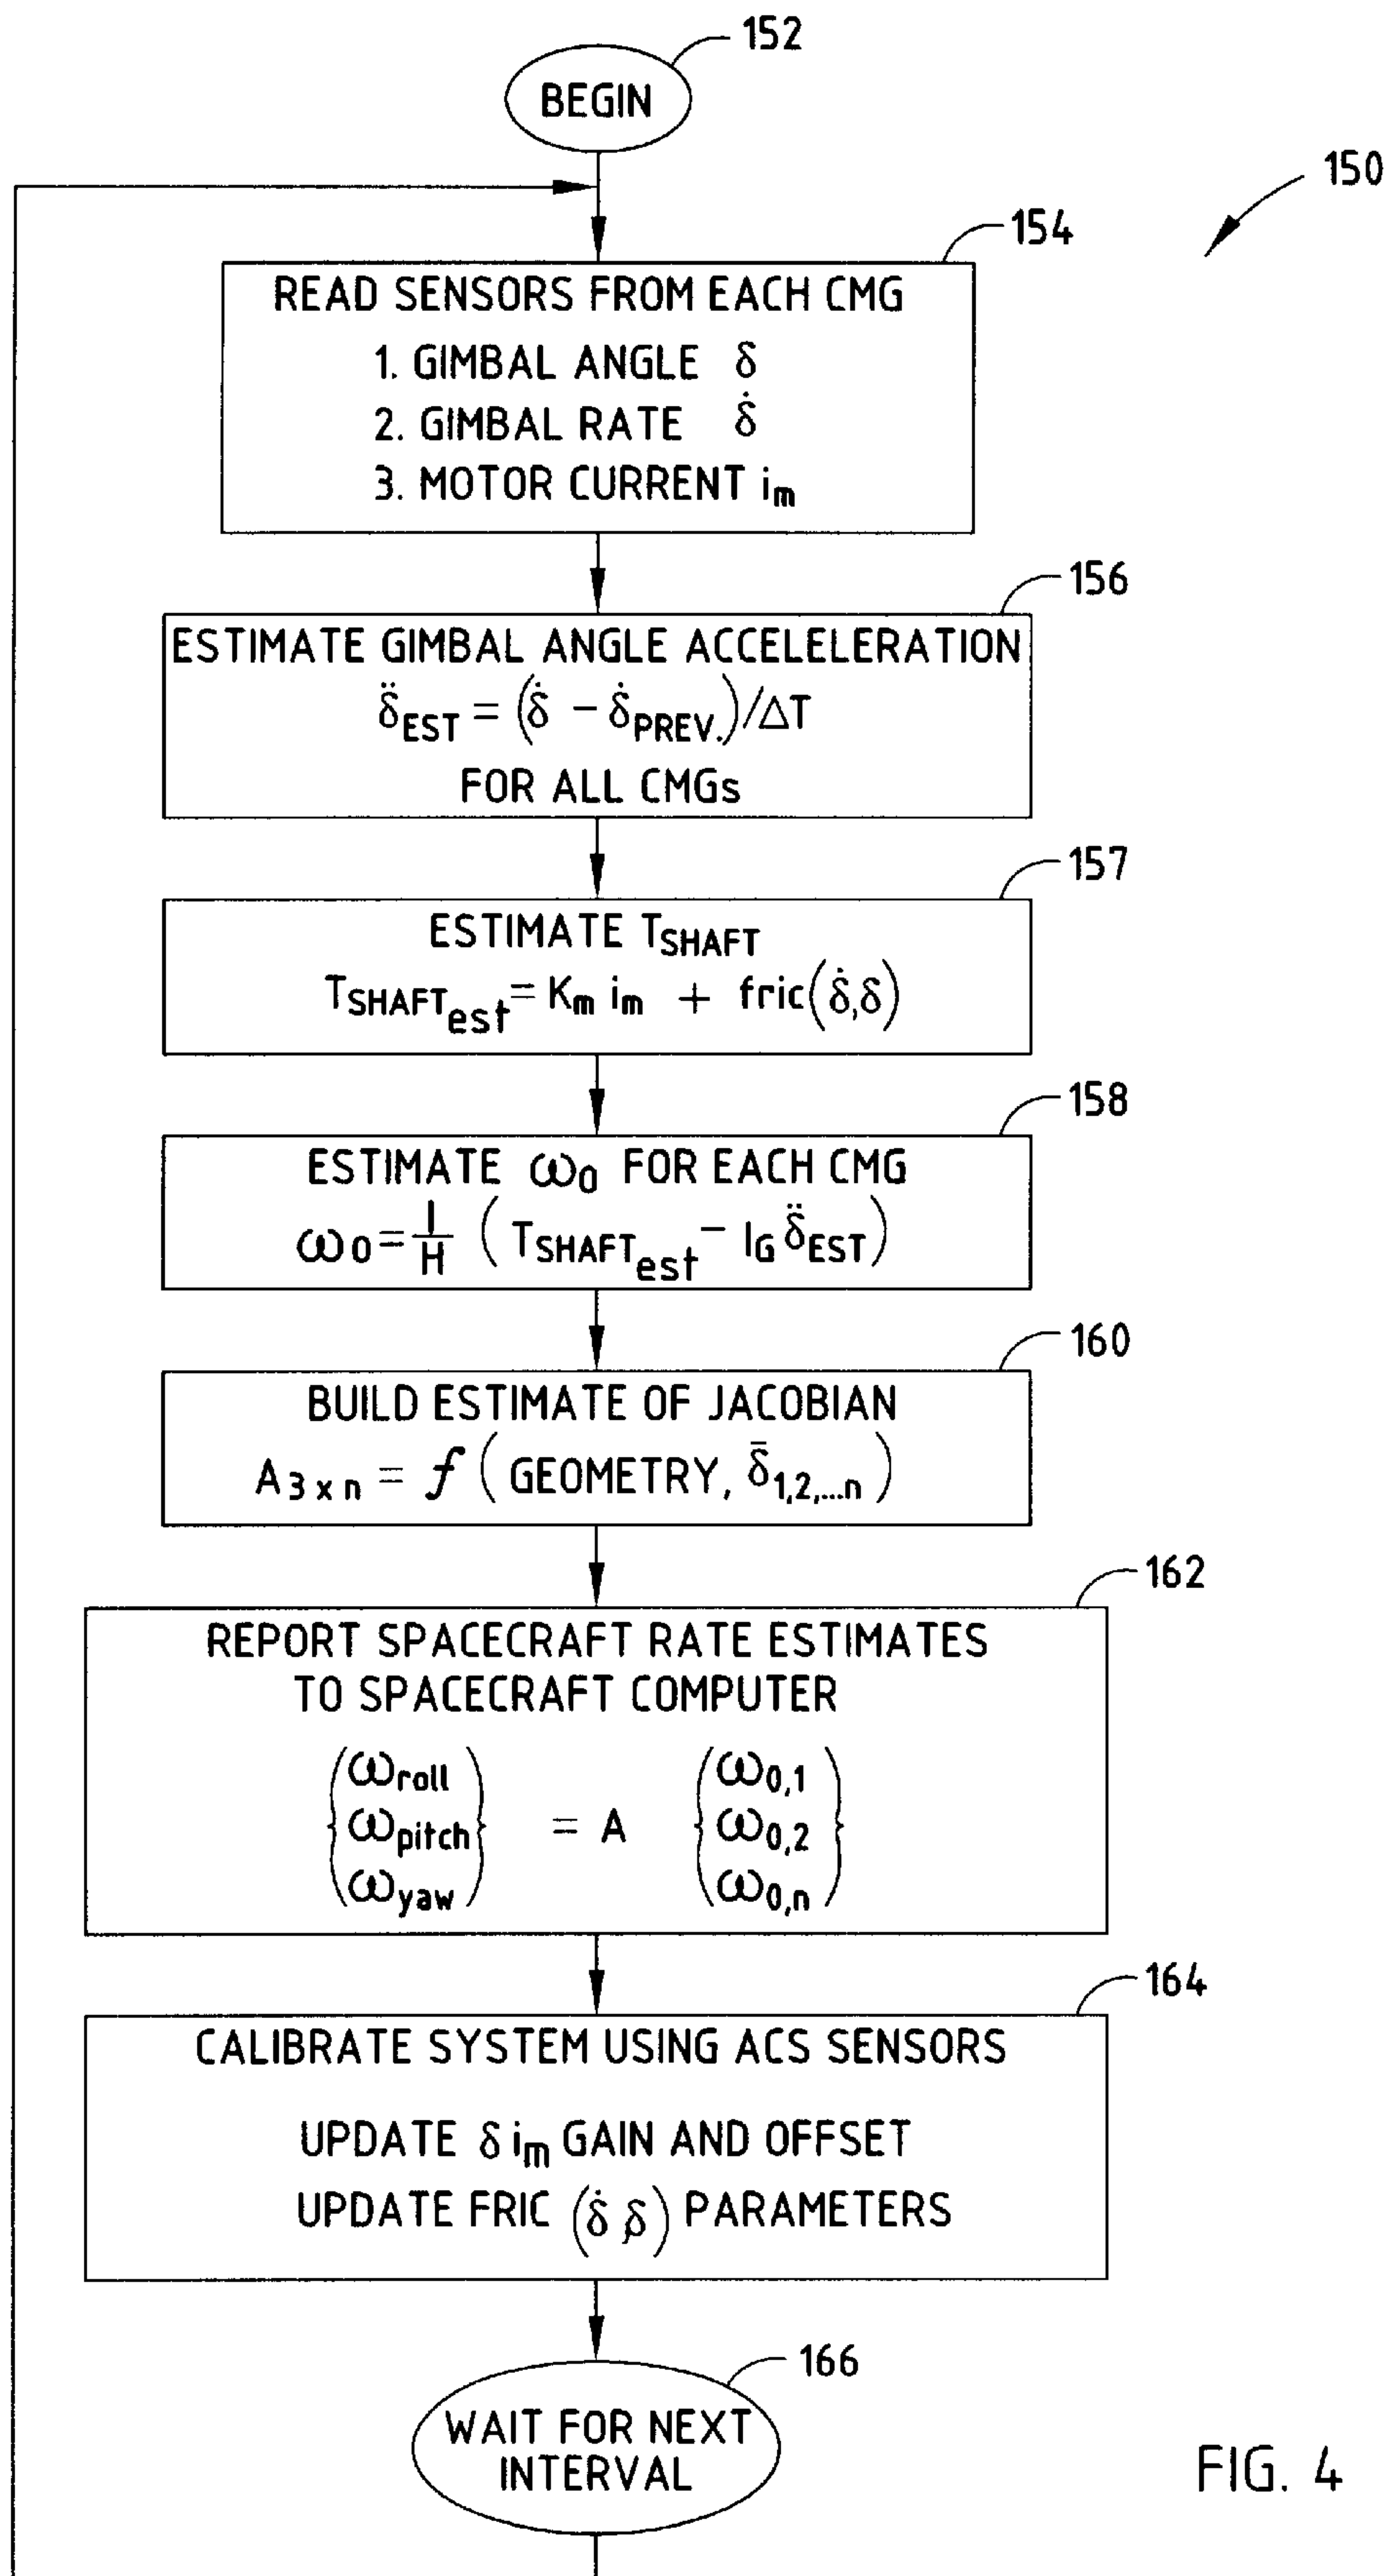 152
BEGIN
150
154
READ SENSORS FROM EACH CMG
1. GIMBAL ANGLE δ
2. GIMBAL RATE δ̇
3. MOTOR CURRENT im
156
ESTIMATE GIMBAL ANGLE ACCELELERATION
δ̈EST = (δ̇ - δ̇PREV.)/ΔT
FOR ALL CMGs
157
ESTIMATE TSHAFT
TSHAFTest = Km im + fric(δ̇,δ)
158
ESTIMATE ω0 FOR EACH CMG
ω0 = 1/H (TSHAFTest - IG δ̈EST)
160
BUILD ESTIMATE OF JACOBIAN
A3xn = f (GEOMETRY, δ̄1,2,...n)
162
REPORT SPACECRAFT RATE ESTIMATES
TO SPACECRAFT COMPUTER
ωroll ω0,1
ωpitch = A ω0,2
ωyaw ω0,n
164
CALIBRATE SYSTEM USING ACS SENSORS
UPDATE δ im GAIN AND OFFSET
UPDATE FRIC (δ̇,δ) PARAMETERS
166
WAIT FOR NEXT
INTERVAL
FIG. 4